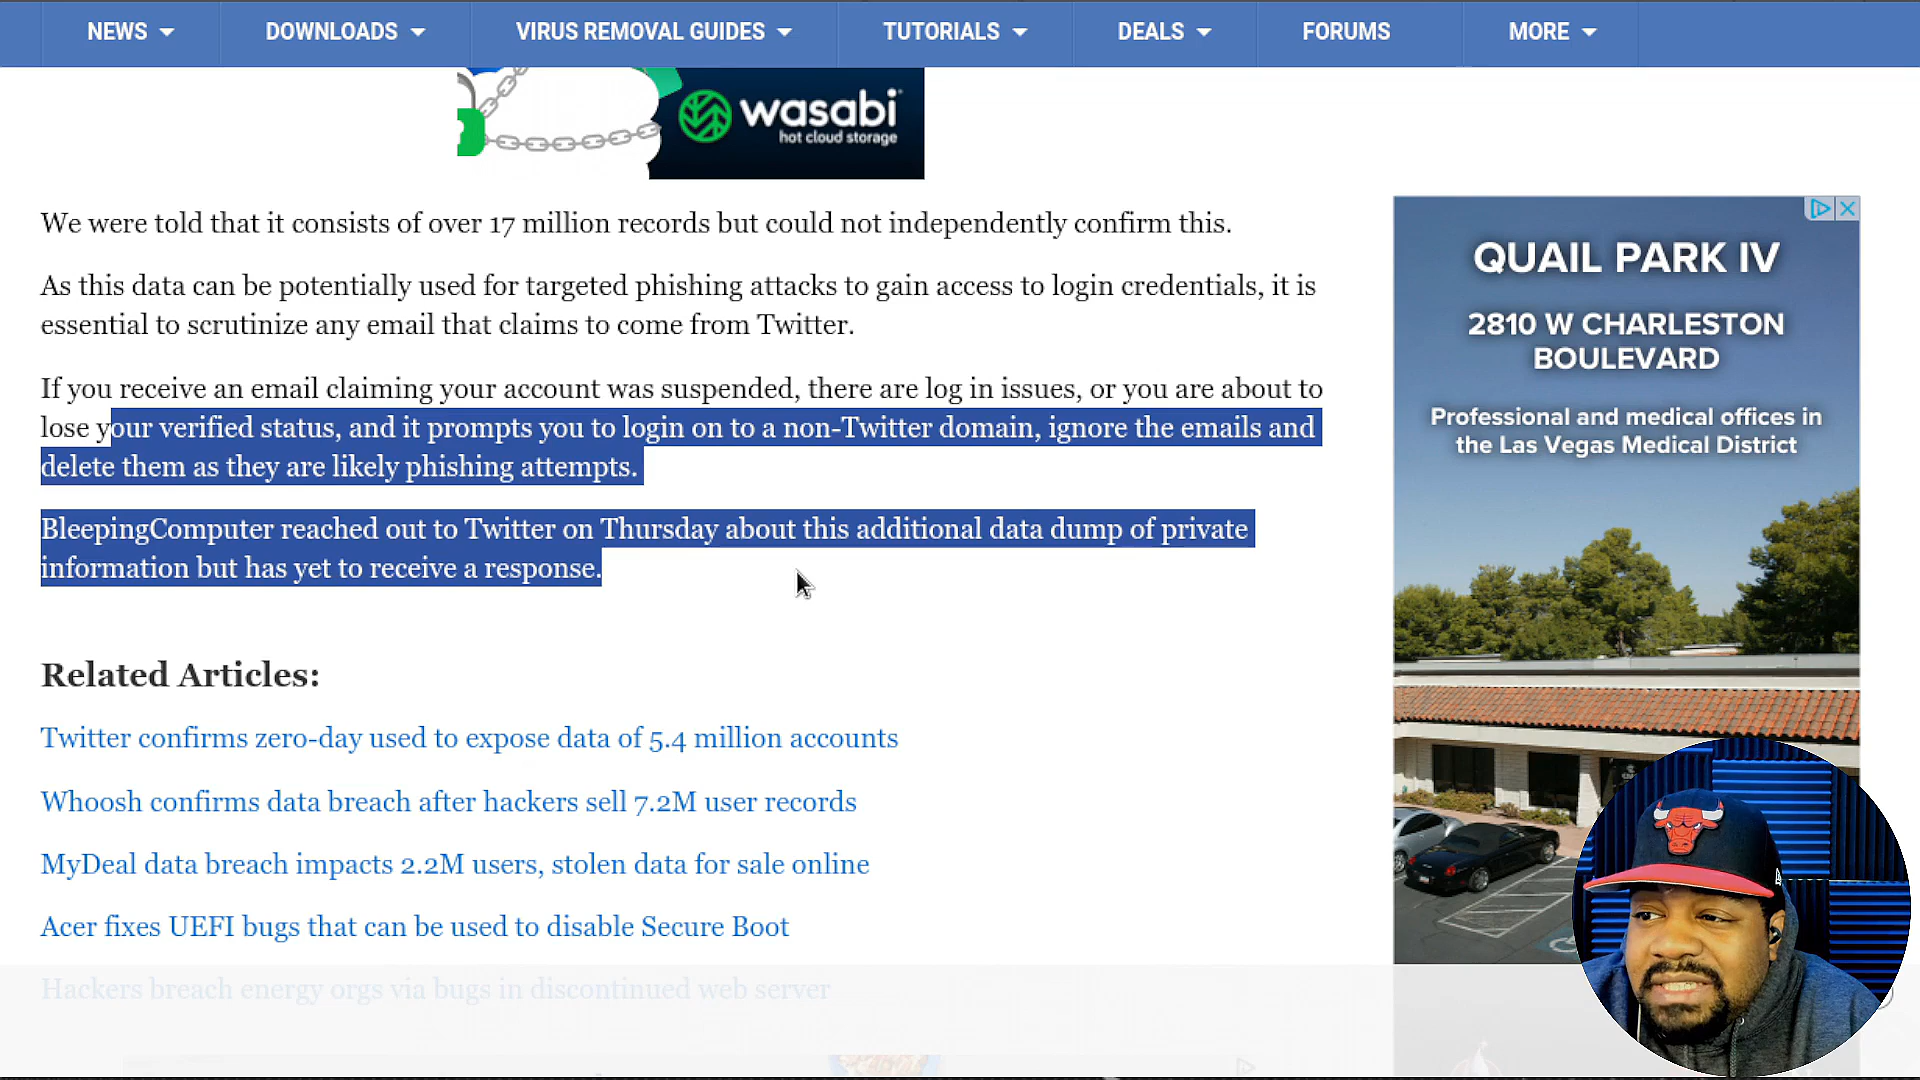 NEWS DOWNLOADS VIRUS REMOVAL GUIDES TUTORIALS DEALS FORUMS MORE
wasabi
hot cloud storage
We were told that it consists of over 17 million records but could not independently confirm this.
As this data can be potentially used for targeted phishing attacks to gain access to login credentials, it is
essential to scrutinize any email that claims to come from Twitter.
If you receive an email claiming your account was suspended, there are log in issues, or you are about to
lose your verified status, and it prompts you to login on to a non-Twitter domain, ignore the emails and
delete them as they are likely phishing attempts.
BleepingComputer reached out to Twitter on Thursday about this additional data dump of private
information but has yet to receive a response.
Related Articles:
Twitter confirms zero-day used to expose data of 5.4 million accounts
Whoosh confirms data breach after hackers sell 7.2M user records
MyDeal data breach impacts 2.2M users, stolen data for sale online
Acer fixes UEFI bugs that can be used to disable Secure Boot
Hackers breach energy orgs via bugs in discontinued web server
QUAIL PARK IV
2810 W CHARLESTON
BOULEVARD
Professional and medical offices in
the Las Vegas Medical District